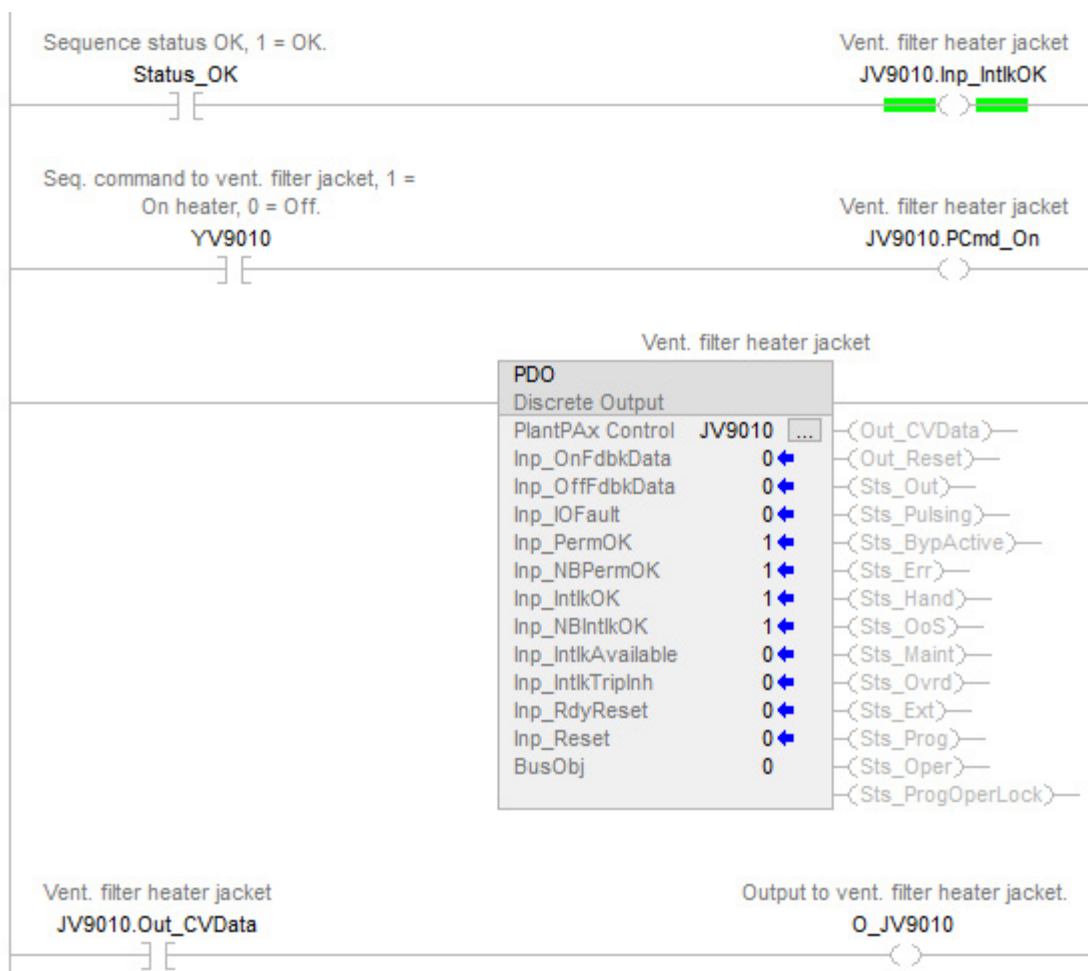 Sequence status OK, 1 = OK.
Status_OK
Vent. filter heater jacket
JV9010.Inp_IntlkOK
Seq. command to vent. filter jacket, 1 =
On heater, 0 = Off.
YV9010
Vent. filter heater jacket
JV9010.PCmd_On
Vent. filter heater jacket
PDO
Discrete Output
PlantPAx Control JV9010 ... Out_CVData
Inp_OnFdbkData 0 Out_Reset
Inp_OffFdbkData 0 Sts_Out
Inp_IOFault 0 Sts_Pulsing
Inp_PermOK 1 Sts_BypActive
Inp_NBPermOK 1 Sts_Err
Inp_IntlkOK 1 Sts_Hand
Inp_NBIntlkOK 1 Sts_OoS
Inp_IntlkAvailable 0 Sts_Maint
Inp_IntlkTripInh 0 Sts_Ovrd
Inp_RdyReset 0 Sts_Ext
Inp_Reset 0 Sts_Prog
BusObj 0 Sts_Oper
Sts_ProgOperLock
Vent. filter heater jacket
JV9010.Out_CVData
Output to vent. filter heater jacket.
O_JV9010